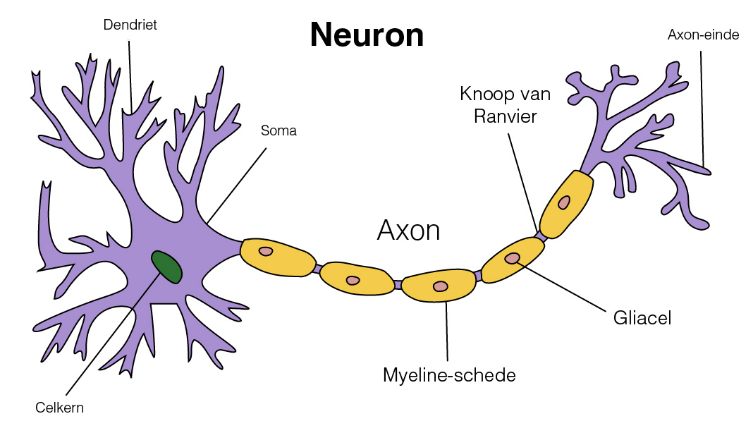 Neuron
Dendriet
Axon-einde
Knoop van
Ranvier
Soma
Axon
Gliacel
Myeline-schede
Celkern